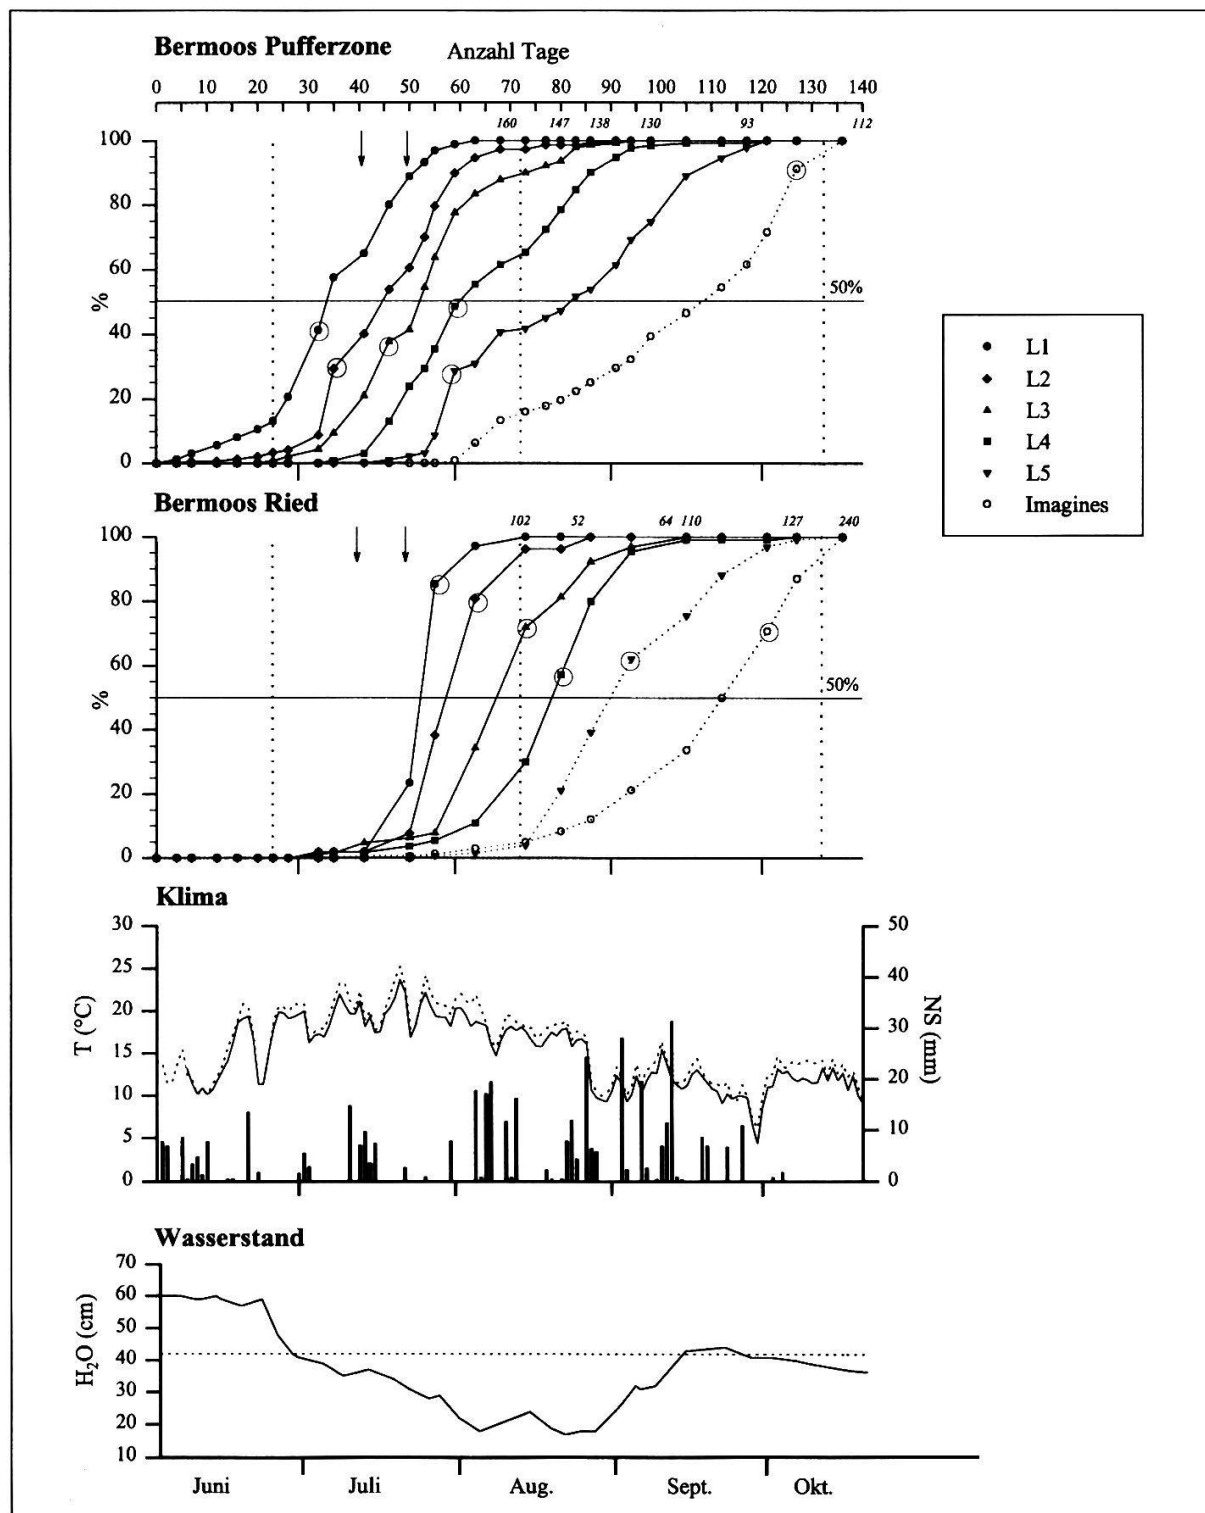 Bermoos Pufferzone
Anzahl Tage
0 10 20 30 40 50 60 70 80 90 100 110 120 130 140
160 147 138 130 93 112
100
80
60
50%
%
40
20
0
L1
L2
L3
L4
L5
Imagines
Bermoos Ried
102 52 64 110 127 240
100
80
60
50%
%
40
20
0
Klima
30 50
25
40
20
T (°C) NS (mm)
30
15
20
10
10
5
0 0
Wasserstand
70
60
50
H₂O (cm)
40
30
20
10
Juni Juli Aug. Sept. Okt.